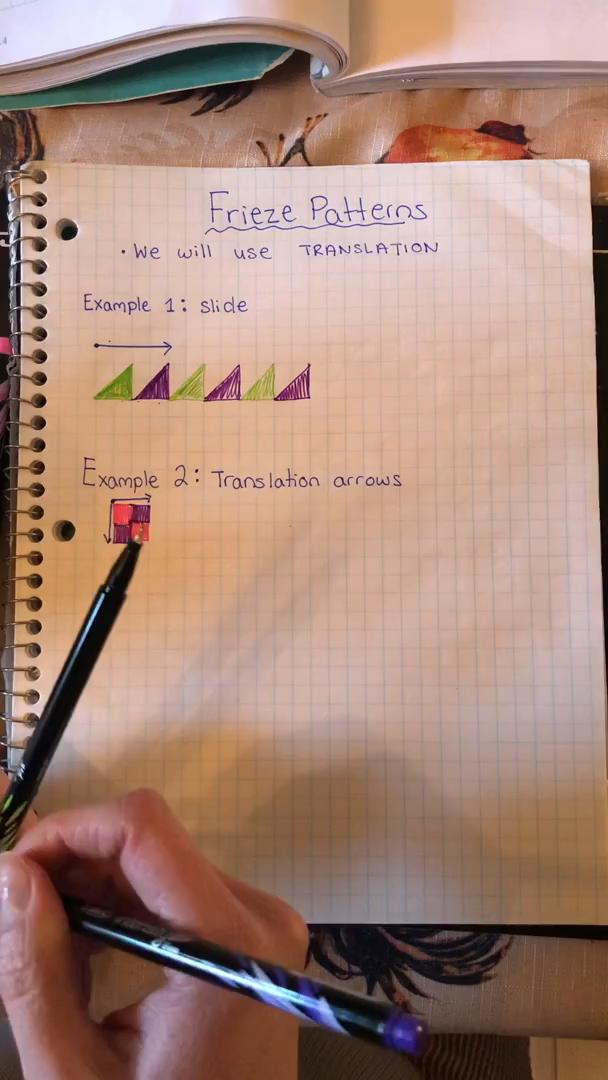 Frieze Patterns
• We will use TRANSLATION
Example 1: slide
Example 2: Translation arrows